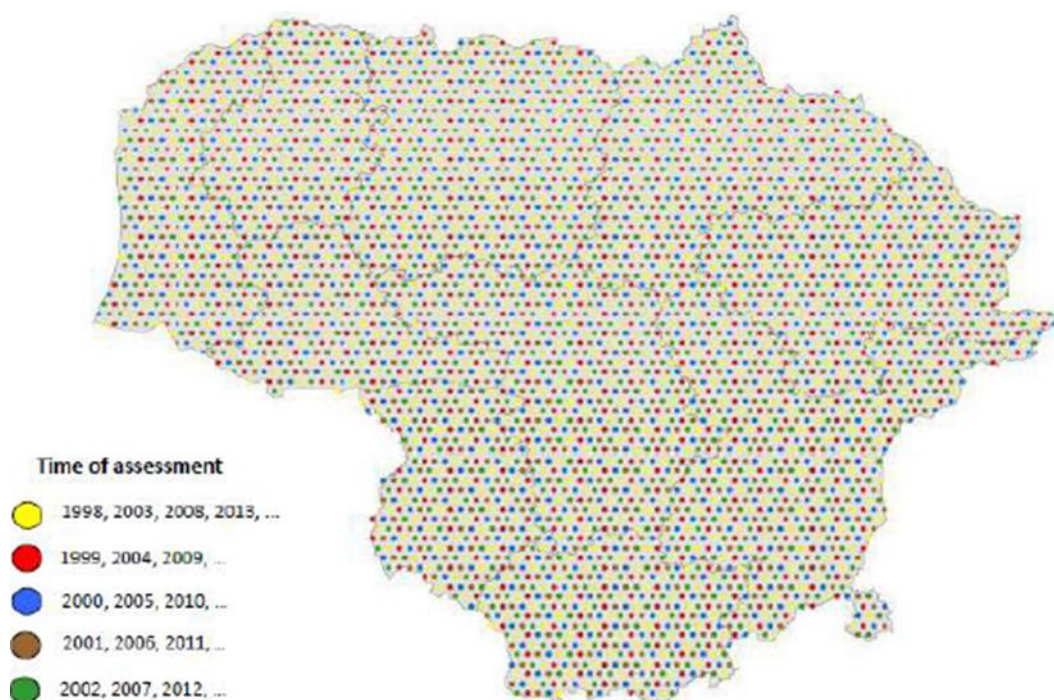 Time of assessment
1998, 2003, 2008, 2013, ...
1999, 2004, 2009, ...
2000, 2005, 2010, ...
2001, 2006, 2011, ...
2002, 2007, 2012, ...